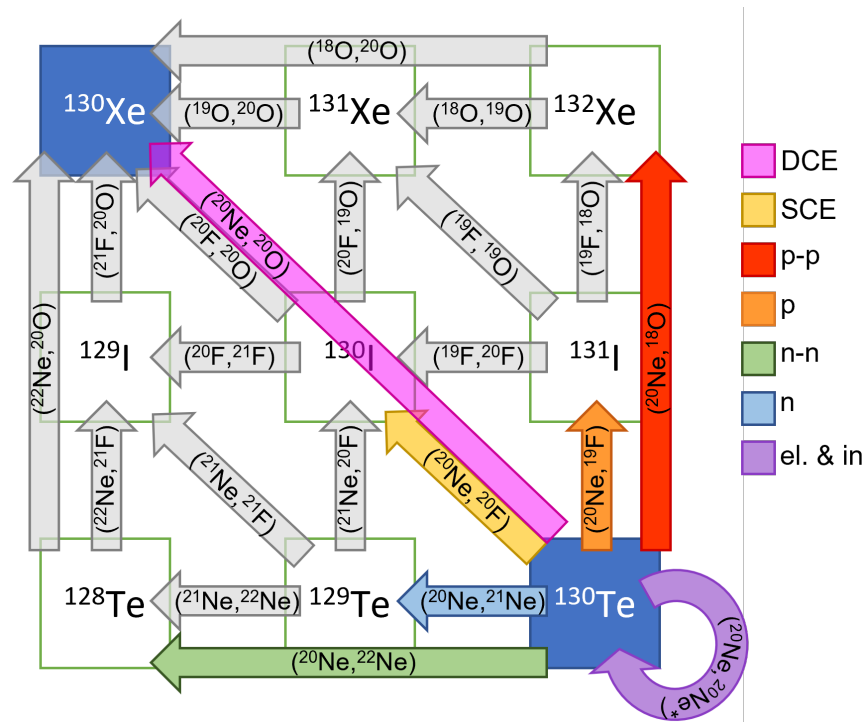 (¹⁸O,²⁰O)
¹³⁰Xe
(¹⁹O,²⁰O)
¹³¹Xe
(¹⁸O,¹⁹O)
¹³²Xe
(²²Ne,²⁰O)
(²¹F,²⁰O)
(²⁰Ne,²⁰O)
(²⁰F,²⁰O)
(²⁰F,¹⁹O)
(¹⁹F,¹⁹O)
(¹⁹F,¹⁸O)
(²⁰Ne,¹⁸O)
¹²⁹I
(²⁰F,²¹F)
¹³⁰I
(¹⁹F,²⁰F)
¹³¹I
(²²Ne,²¹F)
(²¹Ne,²¹F)
(²¹Ne,²⁰F)
(²⁰Ne,²⁰F)
(²⁰Ne,¹⁹F)
¹²⁸Te
(²¹Ne,²²Ne)
¹²⁹Te
(²⁰Ne,²¹Ne)
¹³⁰Te
(²⁰Ne,²⁰Ne*)
(²⁰Ne,²²Ne)
DCE
SCE
p-p
p
n-n
n
el. & in